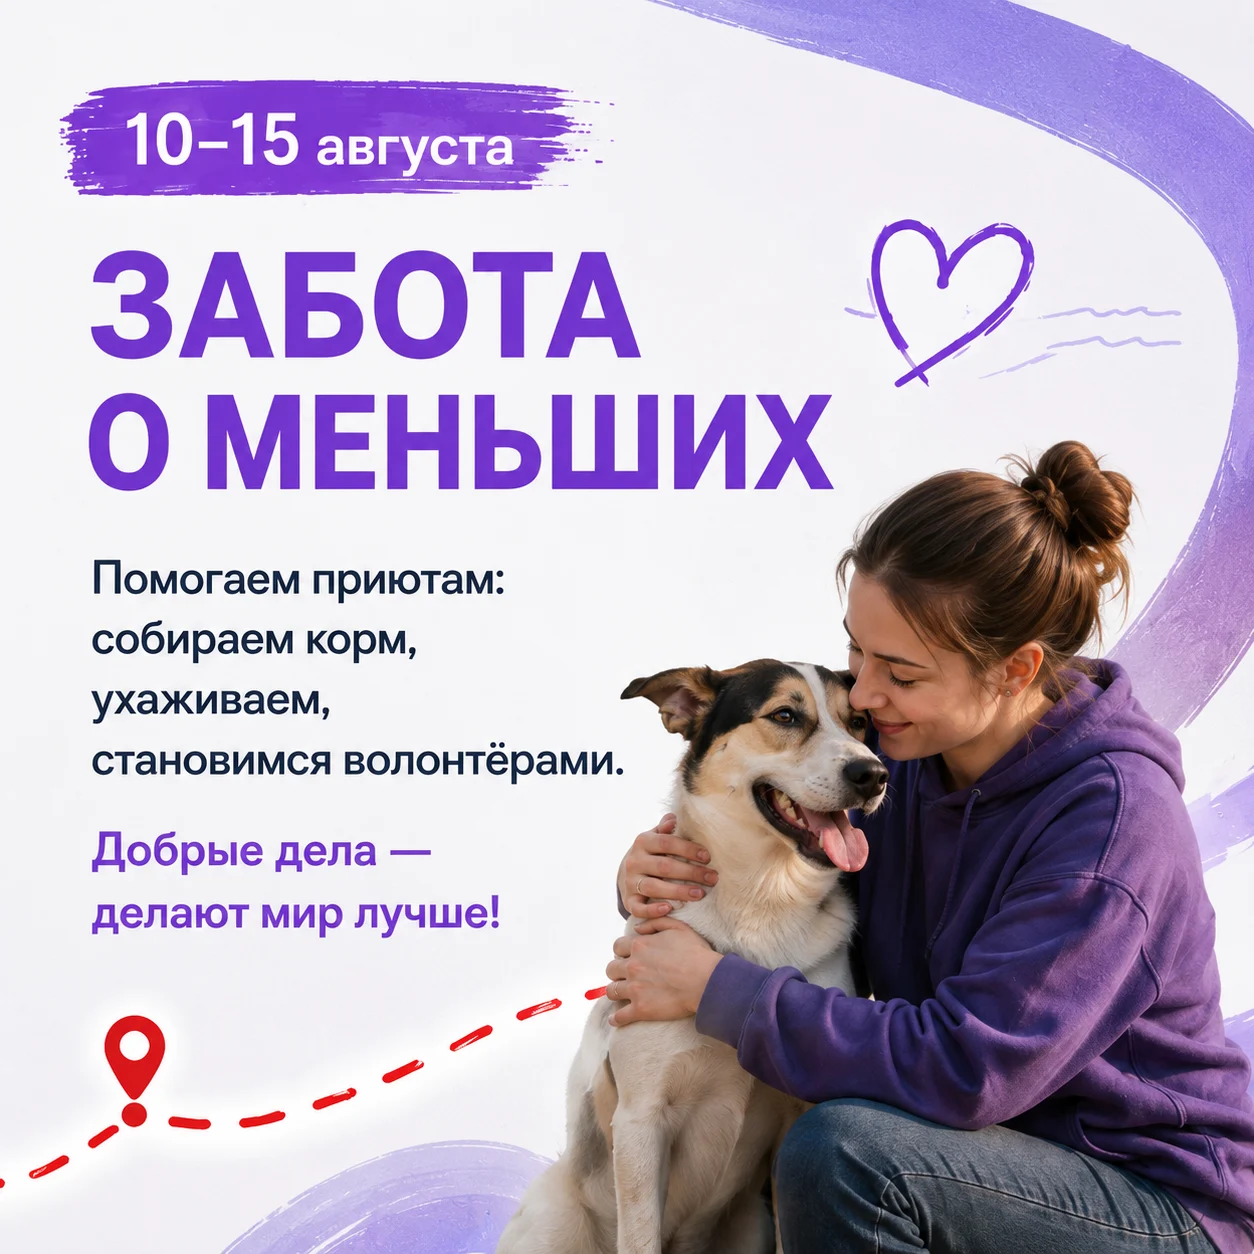 10–15 августа
ЗАБОТА
О МЕНЬШИХ
Помогаем приютам:
собираем корм,
ухаживаем,
становимся волонтёрами.
Добрые дела —
делают мир лучше!